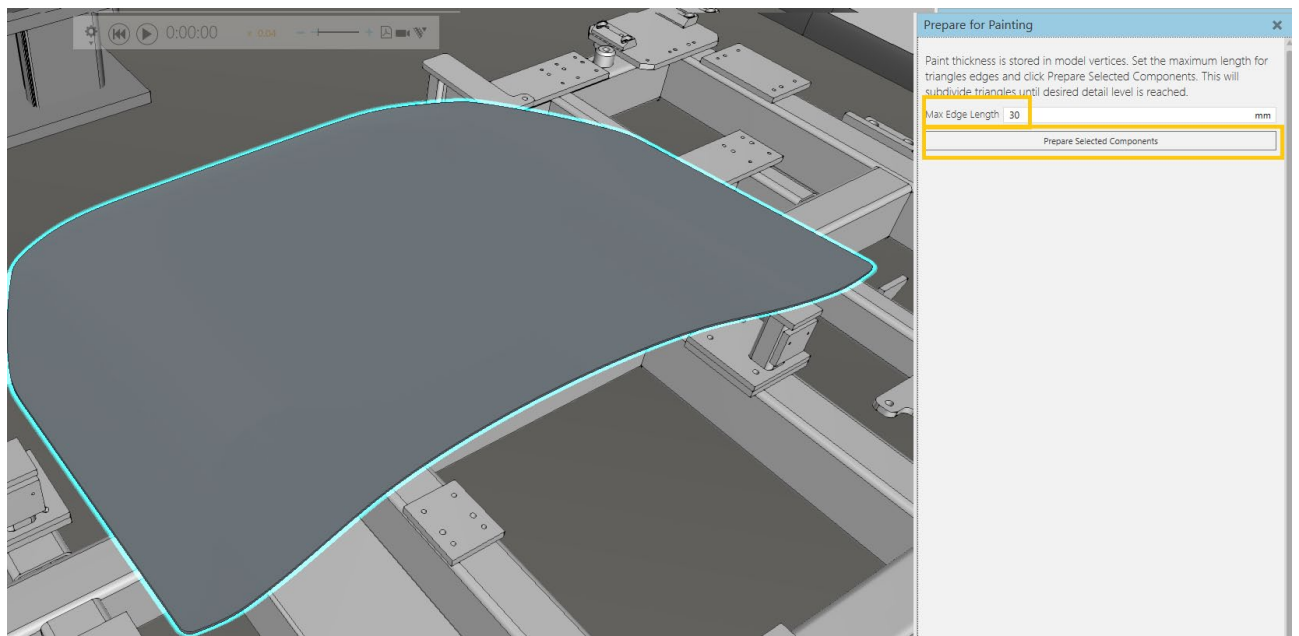 0:00:00
x 0.04
Prepare for Painting
Paint thickness is stored in model vertices. Set the maximum length for
triangles edges and click Prepare Selected Components. This will
subdivide triangles until desired detail level is reached.
Max Edge Length 30 mm
Prepare Selected Components